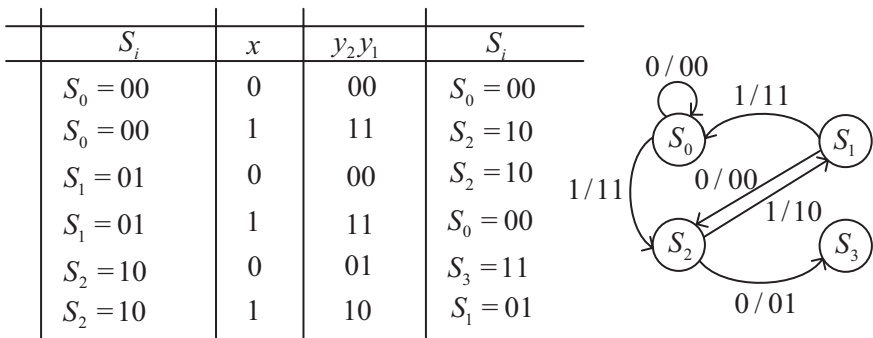 S_i x y_2y_1 S_i
S_0 = 00 0 00 S_0 = 00
S_0 = 00 1 11 S_2 = 10
S_1 = 01 0 00 S_2 = 10
S_1 = 01 1 11 S_0 = 00
S_2 = 10 0 01 S_3 = 11
S_2 = 10 1 10 S_1 = 01
0 / 00
1/11
S_0
S_1
1/11
0 / 00
1/10
S_2
S_3
0 / 01